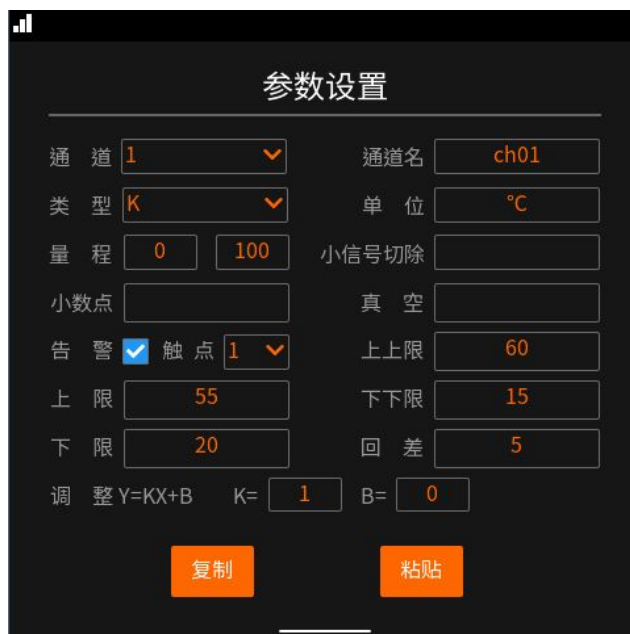 参数设置
通 道 1 通道名 ch01
类 型 K 单 位 ℃
量 程 0 100 小信号切除
小数点 真 空
告 警 触 点 1 上上限 60
上 限 55 下下限 15
下 限 20 回 差 5
调 整 Y=KX+B K= 1 B= 0
复制 粘贴